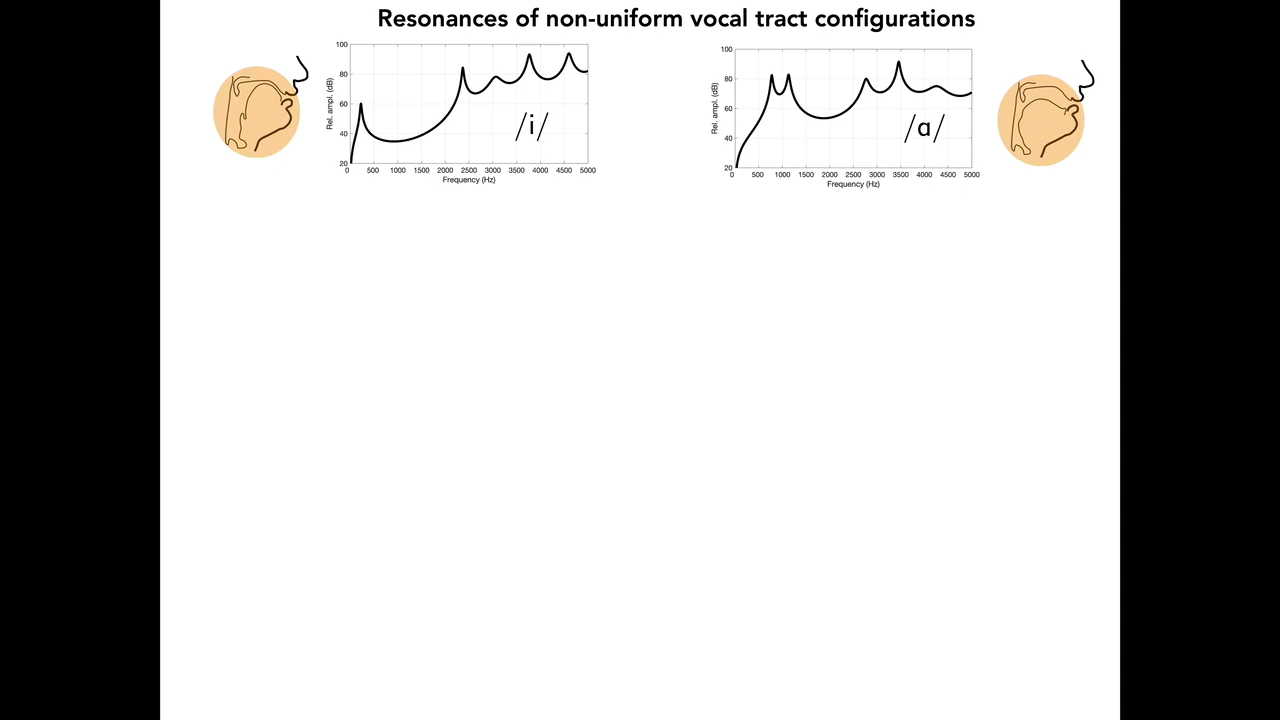 Resonances of non-uniform vocal tract configurations
100
80
60
40
20
Rel. ampl. (dB)
0 500 1000 1500 2000 2500 3000 3500 4000 4500 5000
Frequency (Hz)
/i/
100
80
60
40
20
Rel. ampl. (dB)
0 500 1000 1500 2000 2500 3000 3500 4000 4500 5000
Frequency (Hz)
/ɑ/